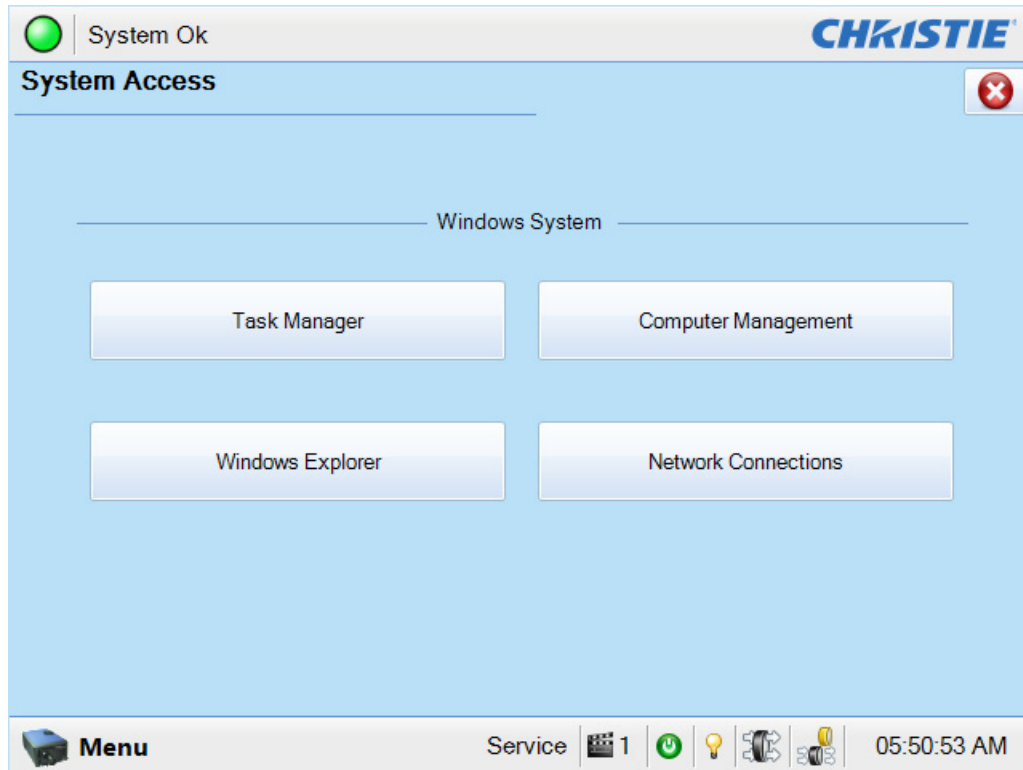 System Ok
CHRISTIE
System Access
Windows System
Task Manager
Computer Management
Windows Explorer
Network Connections
Menu
Service
1
05:50:53 AM